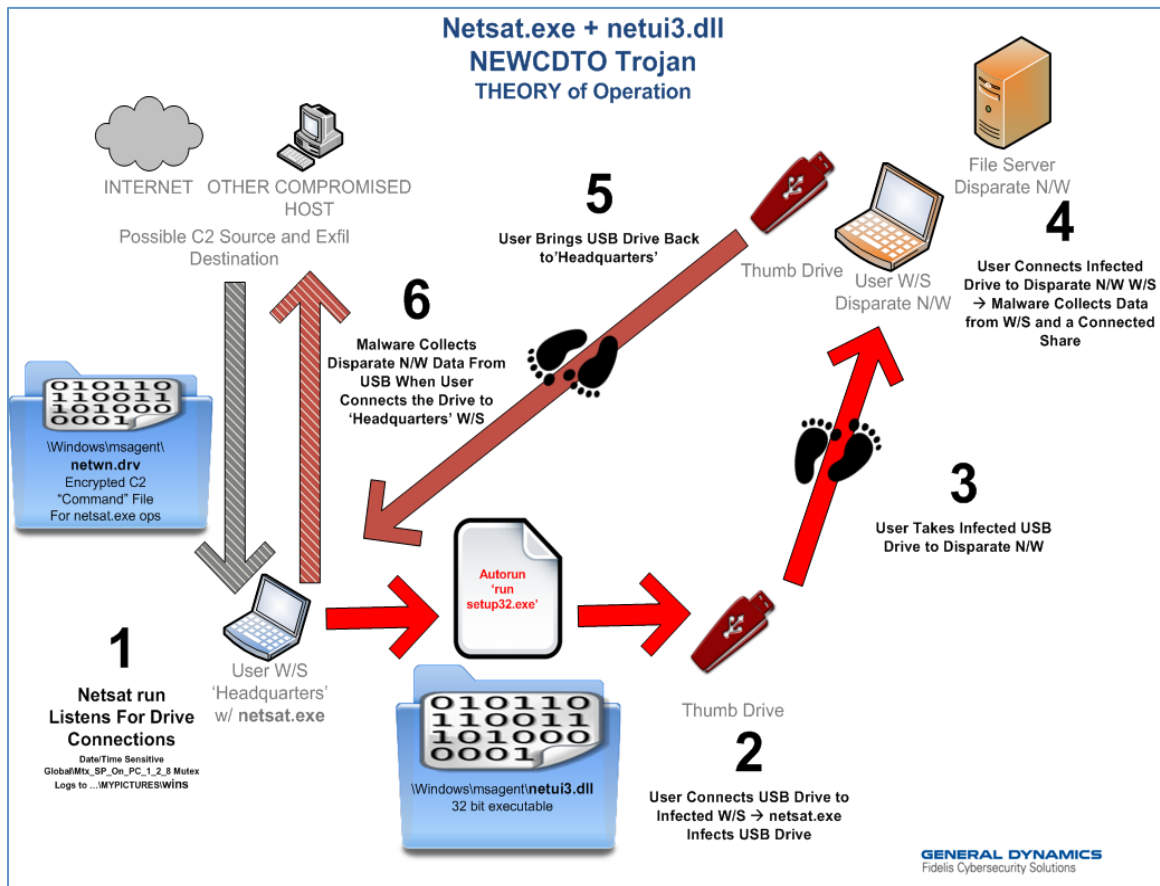 Netsat.exe + netui3.dll
NEWCDTO Trojan
THEORY of Operation
INTERNET
OTHER COMPROMISED
HOST
Possible C2 Source and Exfil
Destination
File Server
Disparate N/W
5
User Brings USB Drive Back
to'Headquarters'
Thumb Drive
User W/S
Disparate N/W
4
User Connects Infected
Drive to Disparate N/W W/S
→ Malware Collects Data
from W/S and a Connected
Share
6
Malware Collects
Disparate N/W Data From
USB When User
Connects the Drive to
'Headquarters' W/S
010110
110011
101000
0001
\Windows\msagent\
netwn.drv
Encrypted C2
"Command" File
For netsat.exe ops
3
User Takes Infected USB
Drive to Disparate N/W
Autorun
'run
setup32.exe'
1
Netsat run
Listens For Drive
Connections
Date/Time Sensitive
Global\Mtx_SP_On_PC_1_2_8 Mutex
Logs to ...\MYPICTURES\wins
User W/S
'Headquarters'
w/ netsat.exe
010110
110011
101000
0001
\Windows\msagent\netui3.dll
32 bit executable
Thumb Drive
2
User Connects USB Drive to
Infected W/S → netsat.exe
Infects USB Drive
GENERAL DYNAMICS
Fidelis Cybersecurity Solutions